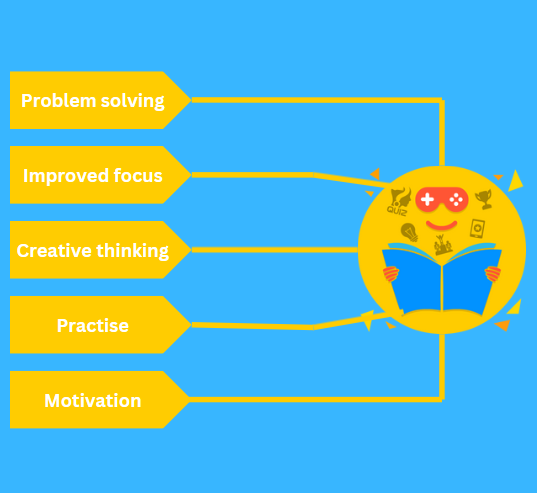 Problem solving
Improved focus
Creative thinking
Practise
Motivation
QUIZ